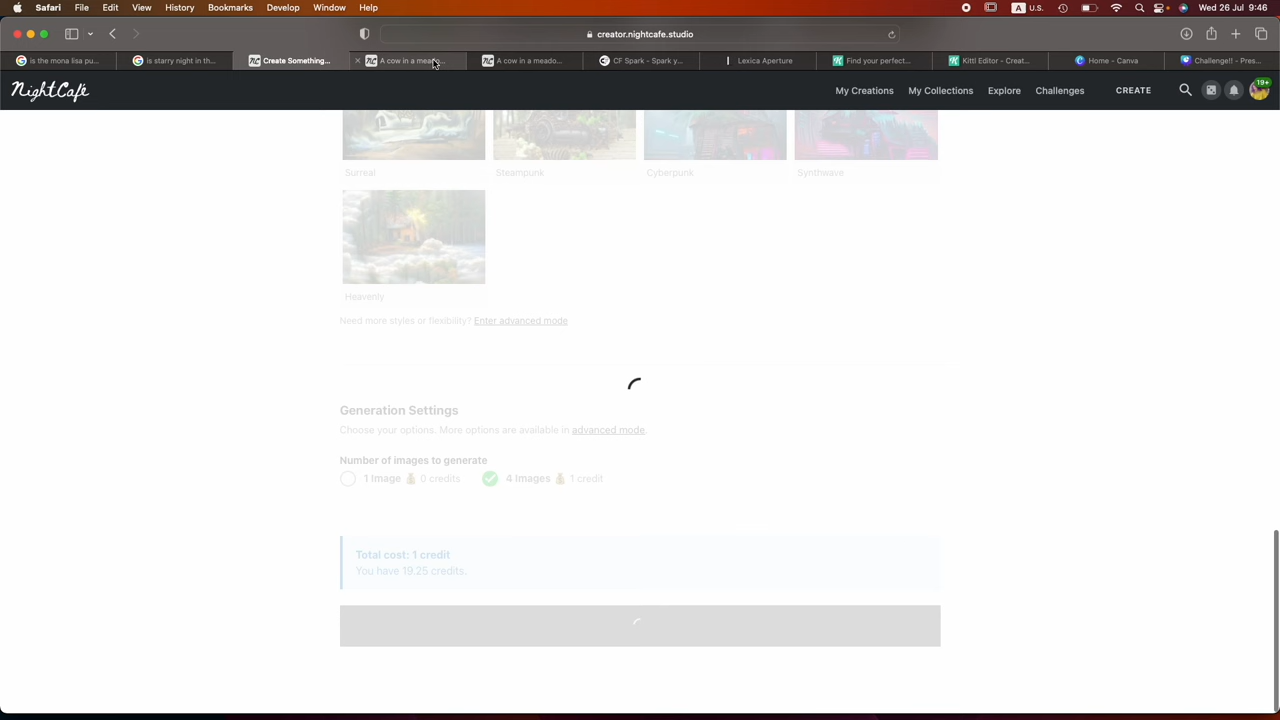 Safari File Edit View History Bookmarks Develop Window Help A U.S. Wed 26 Jul 9:46
creator.nightcafe.studio
is the mona lisa pu... is starry night in th... Create Something... A cow in a meado... A cow in a meado... CF Spark - Spark y... Lexica Aperture Find your perfect... Kittl Editor - Creat... Home - Canva Challenge!! - Pres...
NightCafe My Creations My Collections Explore Challenges CREATE 19+
Surreal Steampunk Cyberpunk Synthwave
Heavenly
Need more styles or flexibility? Enter advanced mode
Generation Settings
Choose your options. More options are available in advanced mode.
Number of images to generate
1 Image 0 credits 4 Images 1 credit
Total cost: 1 credit
You have 19.25 credits.